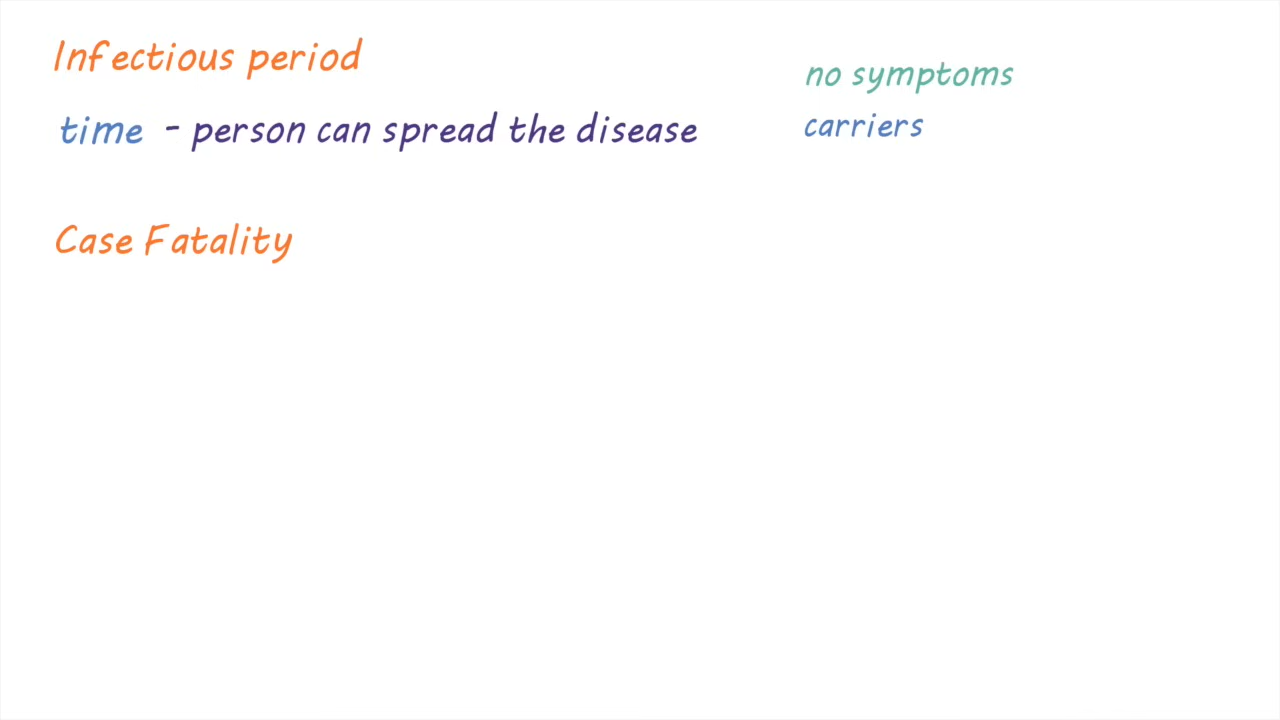 Infectious period
time - person can spread the disease
no symptoms
carriers
Case Fatality